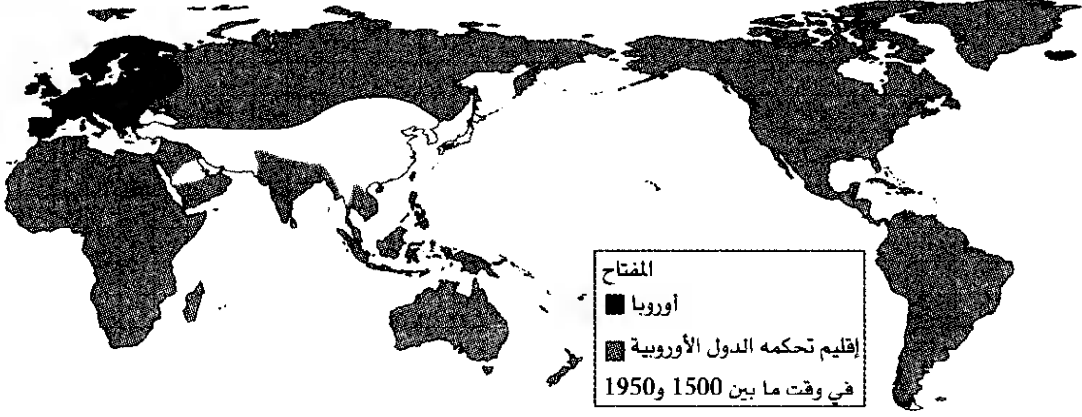 المفتاح
أوروبا
إقليم تحكمه الدول الأوروبية
في وقت ما بين 1500 و1950